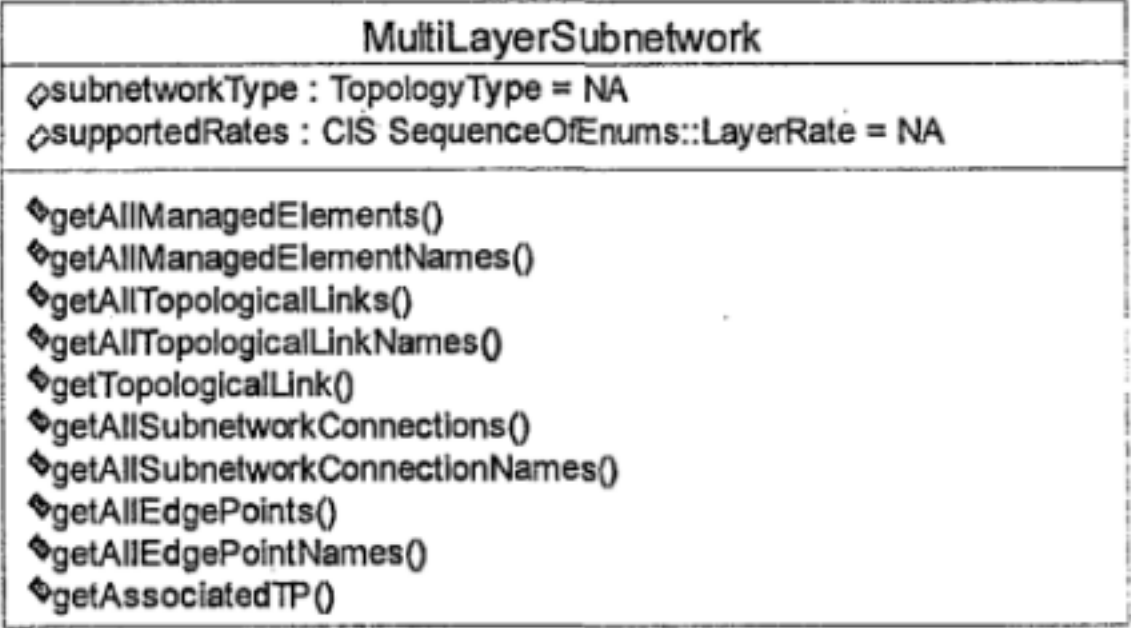 MultiLayerSubnetwork
subnetworkType : TopologyType = NA
supportedRates : CIS SequenceOfEnums::LayerRate = NA
getAllManagedElements()
getAllManagedElementNames()
getAllTopologicalLinks()
getAllTopologicalLinkNames()
getTopologicalLink()
getAllSubnetworkConnections()
getAllSubnetworkConnectionNames()
getAllEdgePoints()
getAllEdgePointNames()
getAssociatedTP()